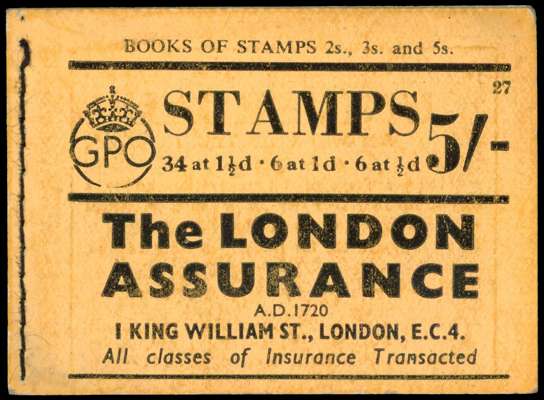 BOOKS OF STAMPS 2s., 3s. and 5s.
27
GPO
STAMPS 5/-
34 at 1½d · 6 at 1d · 6 at ½d
The LONDON
ASSURANCE
A.D.1720
1 KING WILLIAM ST., LONDON, E.C.4.
All classes of Insurance Transacted